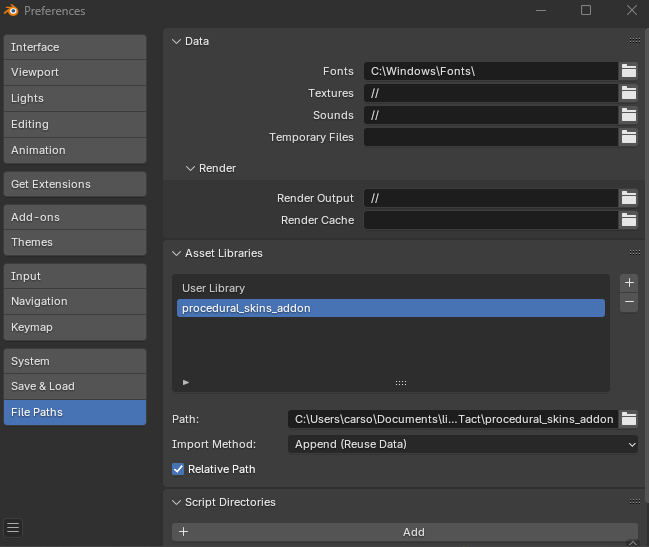 Preferences
Interface
Viewport
Lights
Editing
Animation
Get Extensions
Add-ons
Themes
Input
Navigation
Keymap
System
Save & Load
File Paths
Data
Fonts C:\Windows\Fonts\
Textures //
Sounds //
Temporary Files
Render
Render Output //
Render Cache
Asset Libraries
User Library
procedural_skins_addon
Path: C:\Users\carso\Documents\li...Tact\procedural_skins_addon
Import Method: Append (Reuse Data)
Relative Path
Script Directories
Add